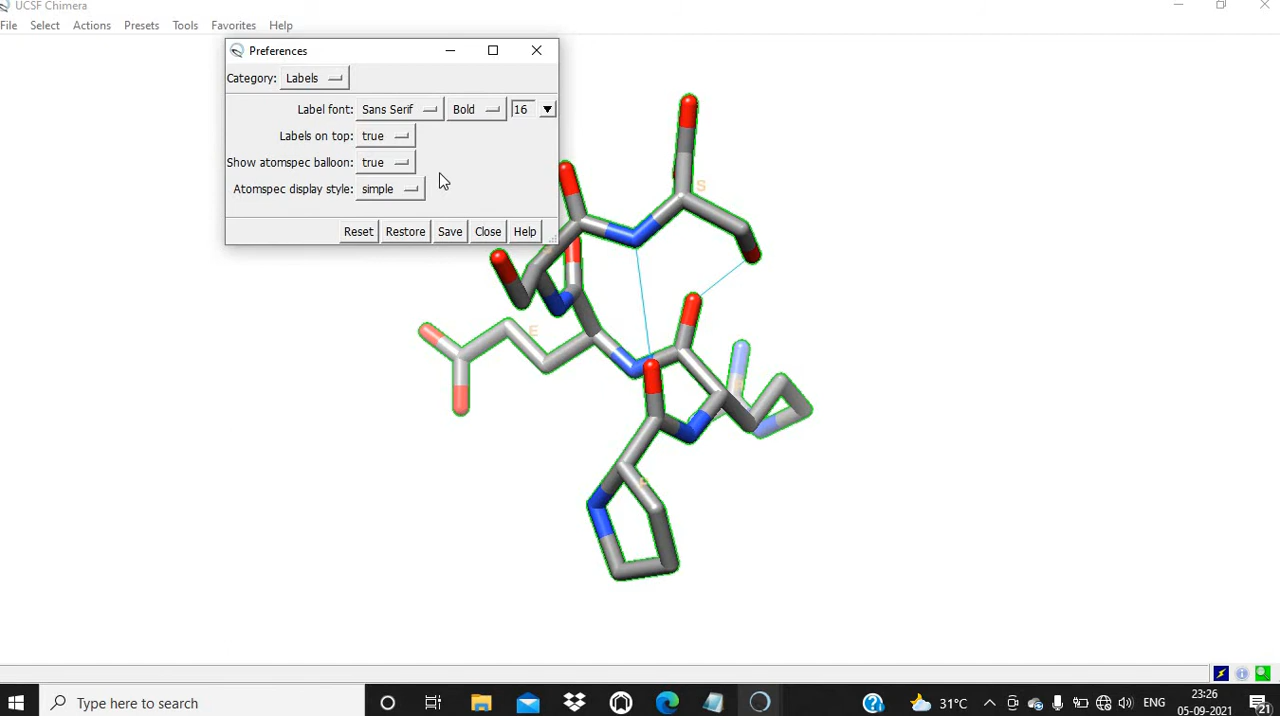 UCSF Chimera
File Select Actions Presets Tools Favorites Help
Preferences
Category: Labels
Label font: Sans Serif Bold 16
Labels on top: true
Show atomspec balloon: true
Atomspec display style: simple
Reset Restore Save Close Help
S
E
Type here to search
31°C
ENG
23:26
05-09-2021
21